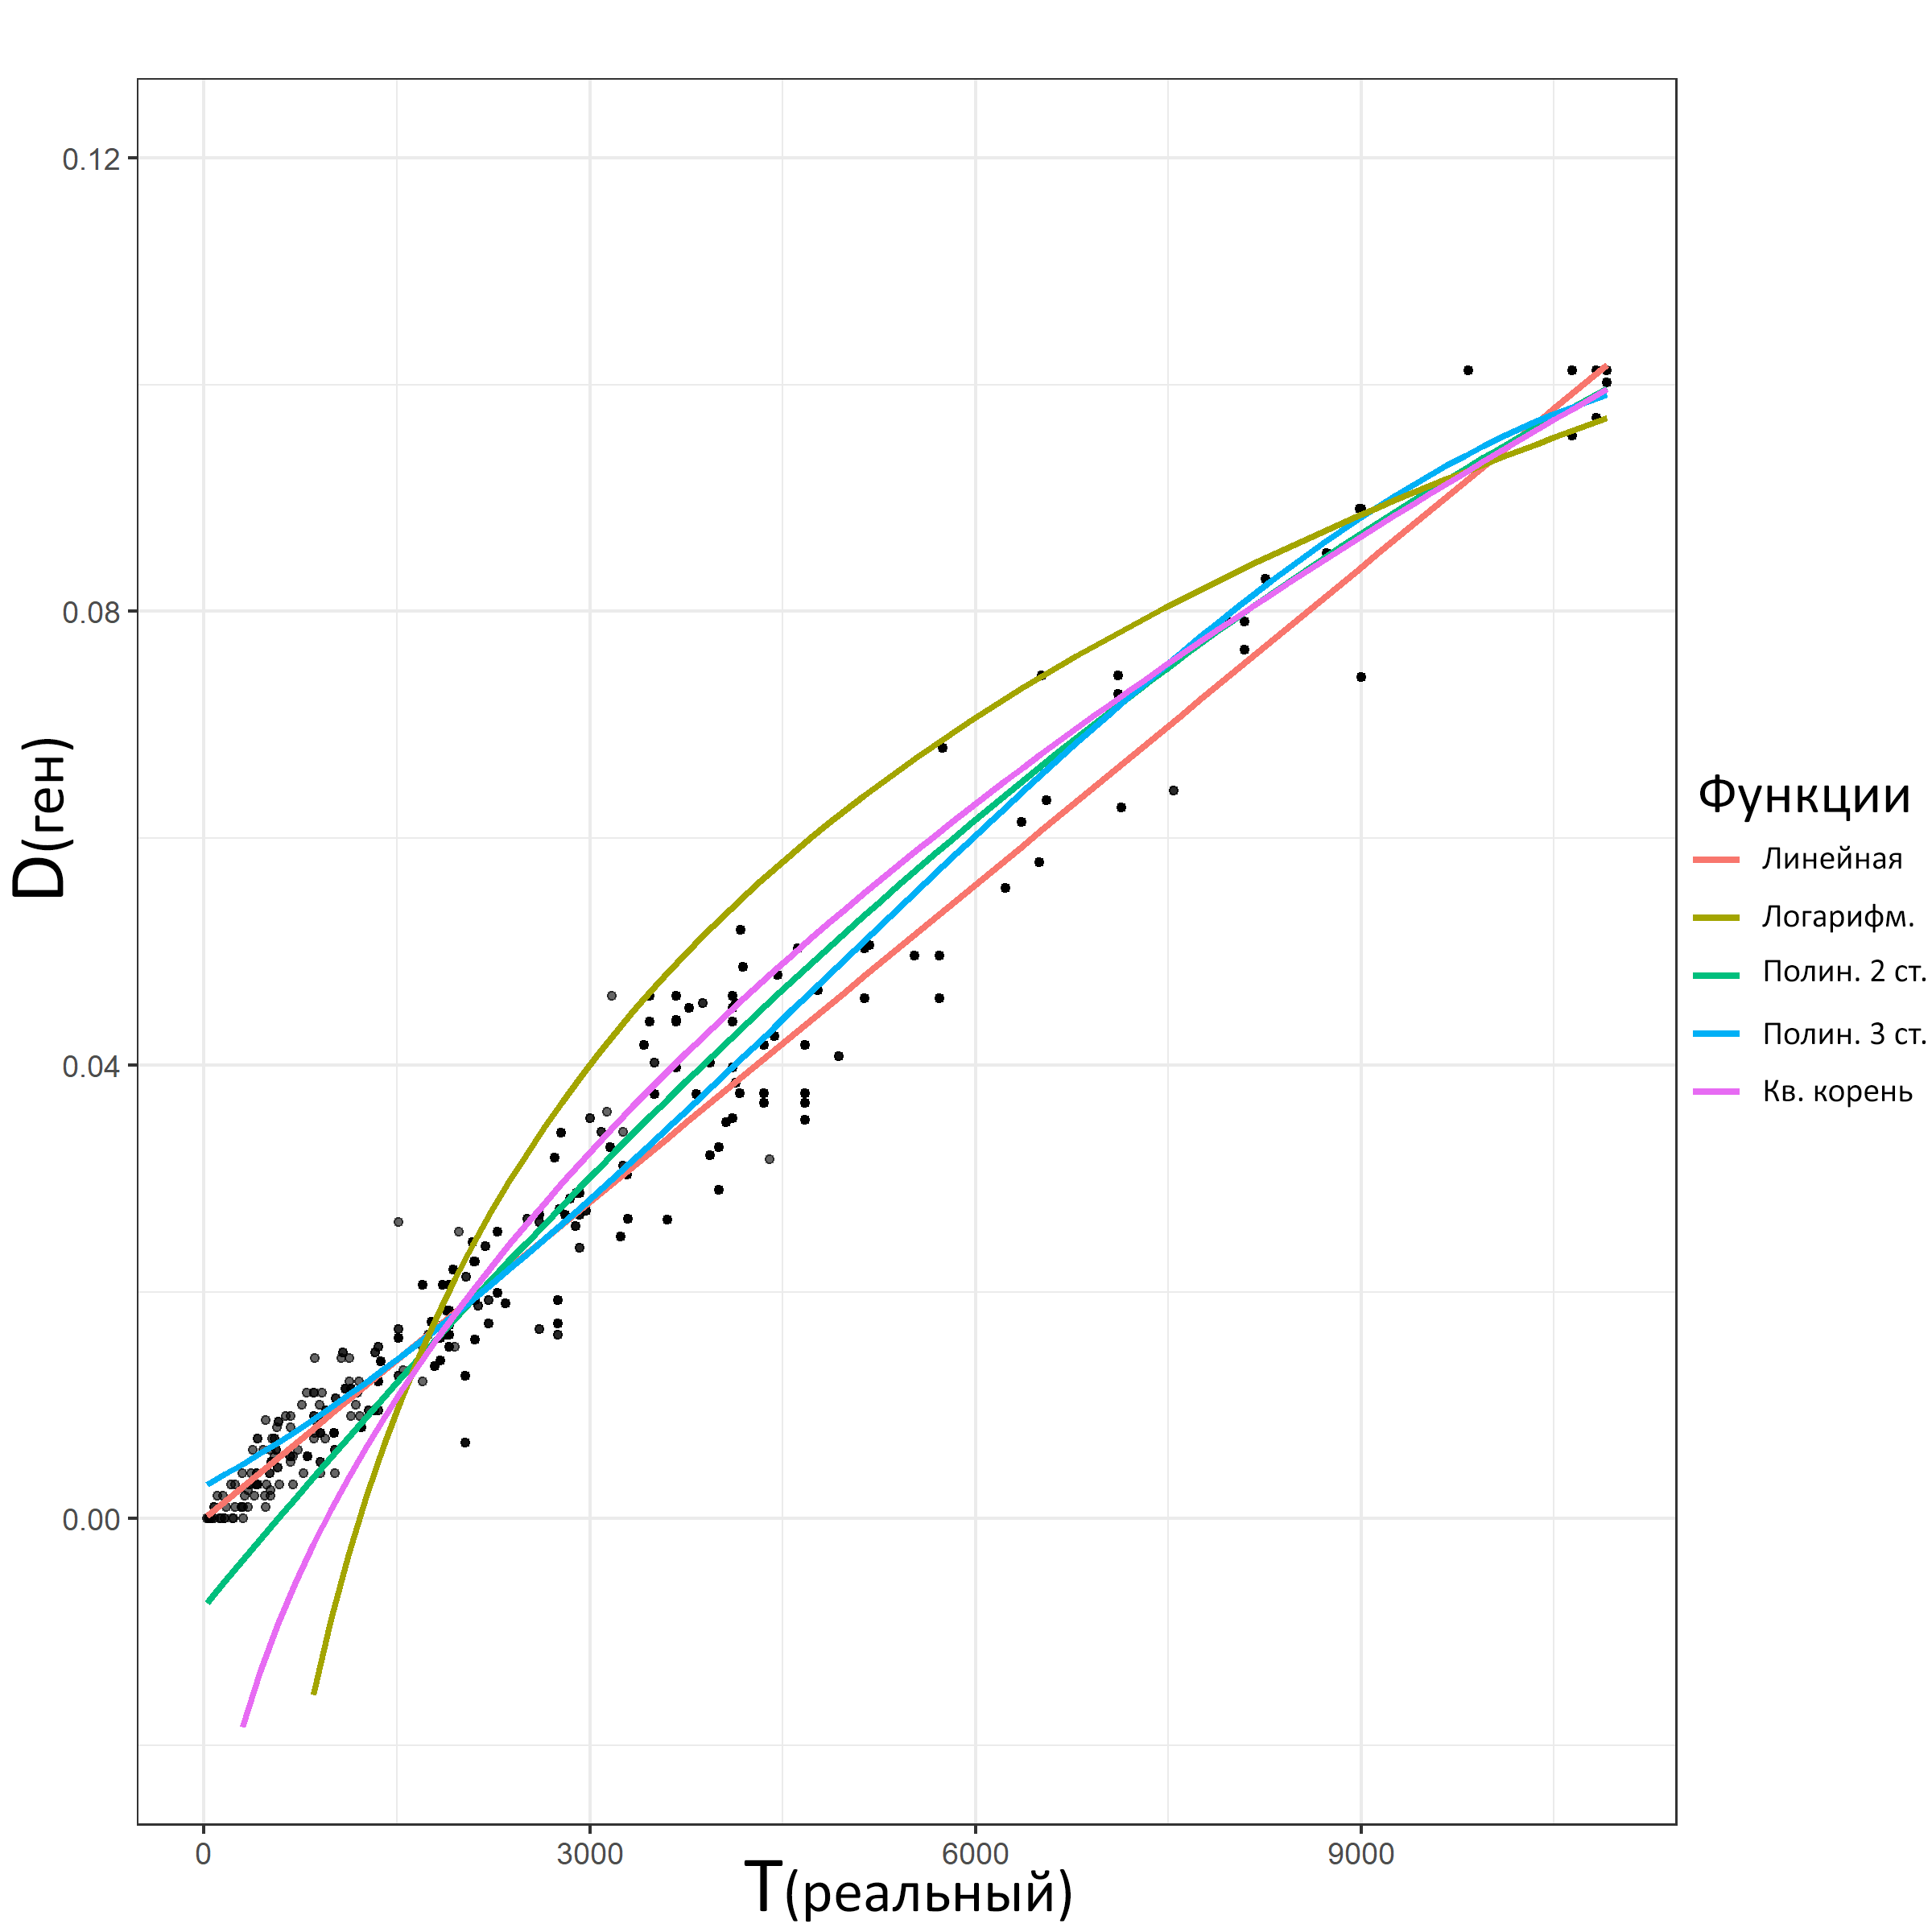 0.12
0.08
0.04
0.00
D(ген)
0
3000
6000
9000
T(реальный)
Функции
Линейная
Логарифм.
Полин. 2 ст.
Полин. 3 ст.
Кв. корень